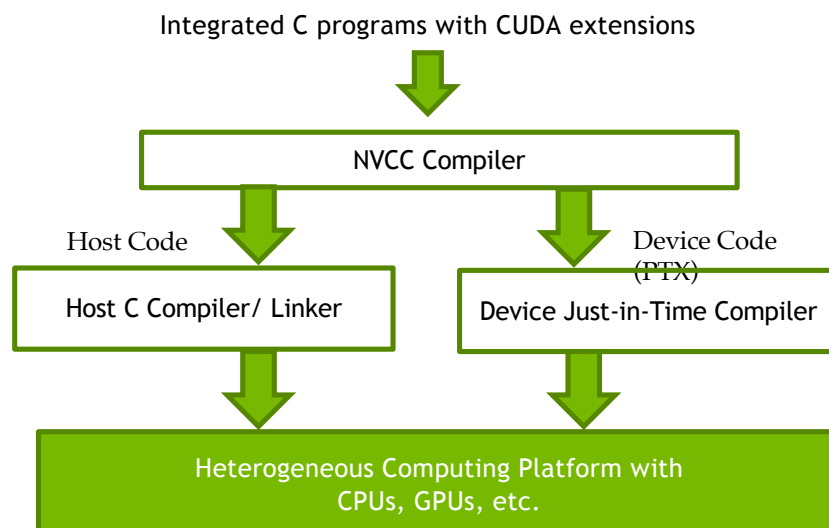 Integrated C programs with CUDA extensions
NVCC Compiler
Host Code
Device Code
(PTX)
Host C Compiler/ Linker
Device Just-in-Time Compiler
Heterogeneous Computing Platform with
CPUs, GPUs, etc.